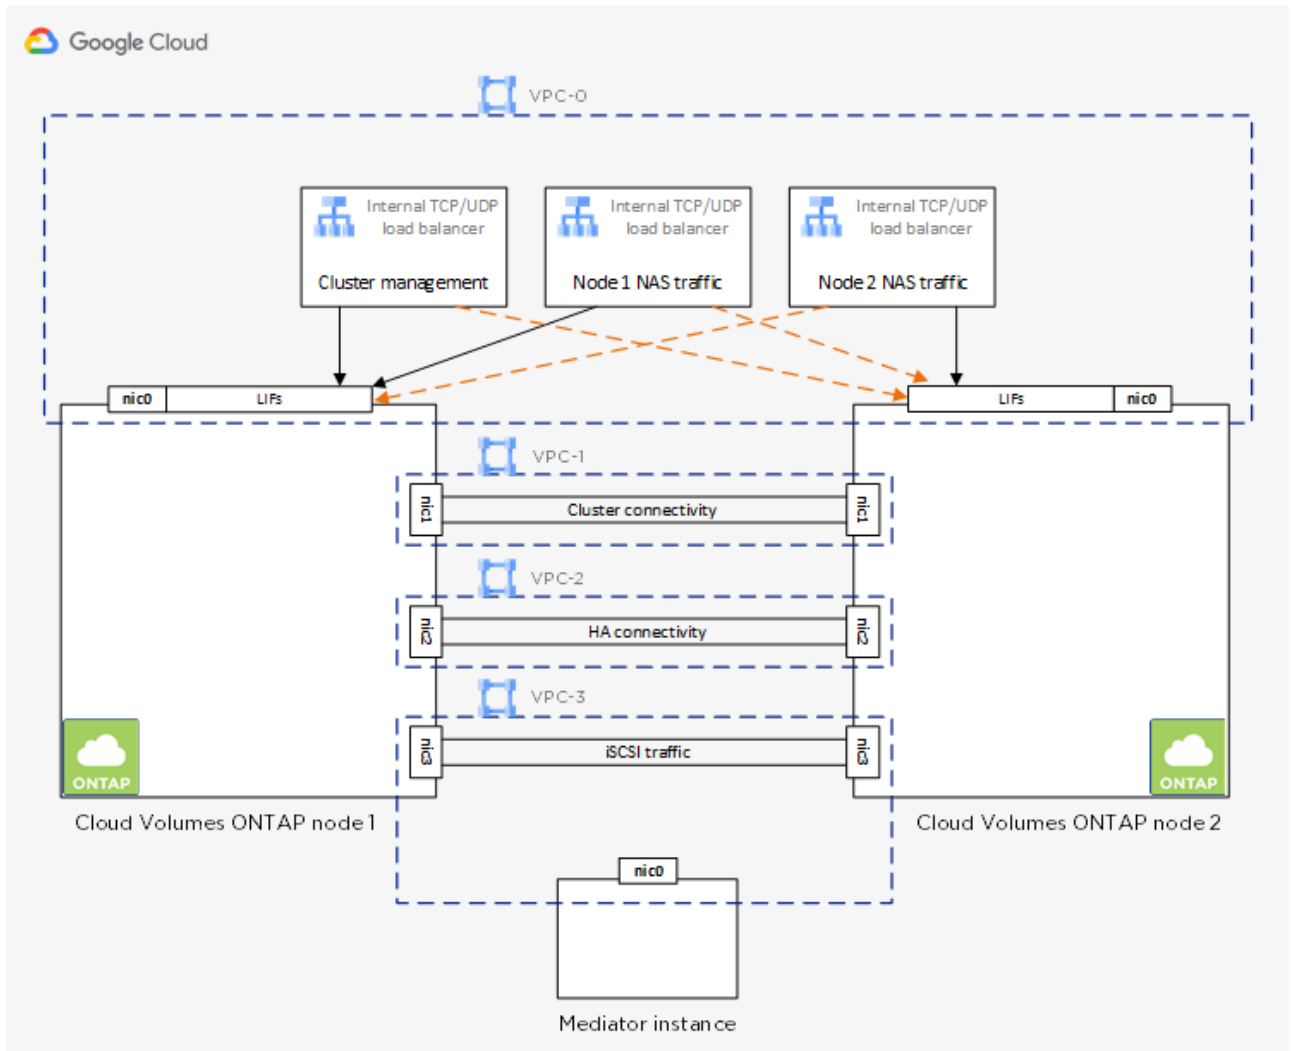 Google Cloud
VPC-0
Internal TCP/UDP
load balancer
Cluster management
Internal TCP/UDP
load balancer
Node 1 NAS traffic
Internal TCP/UDP
load balancer
Node 2 NAS traffic
nic0 LIFs
LIFs nic0
VPC-1
nic1 Cluster connectivity nic1
VPC-2
nic2 HA connectivity nic2
VPC-3
nic3 iSCSI traffic nic3
ONTAP
ONTAP
Cloud Volumes ONTAP node 1
Cloud Volumes ONTAP node 2
nic0
Mediator instance